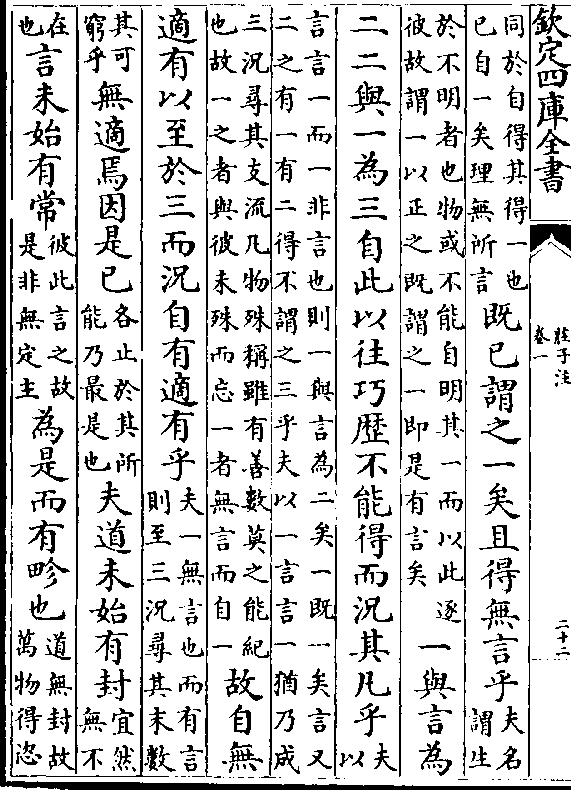 欽定四庫全書
莊子注
卷一
二十二
同於自得其得一也已自一矣理無所言既已謂之一矣且得無言乎夫名謂生
於不明者也物或不能自明其一而以此逐彼故謂一以正之既謂之一即是有言矣一與言為
二二與一為三自此以往巧歴不能得而況其凡乎夫以
言言一而一非言也則一與言為二矣一既一矣言又二之有一有二得不謂之三乎夫以一言言一猶乃成
三況尋其支流凡物殊稱雖有善數莫之能紀也故一之者與彼未殊而忘一者無言而自一故自無
適有以至於三而況自有適有乎夫一無言也而有言則至三況尋其末數
其可窮乎無適焉因是已各止於其所能乃最是也夫道未始有封宜然無不
在也言未始有常彼此言之故是非無定主為是而有畛也道無封故萬物得恣